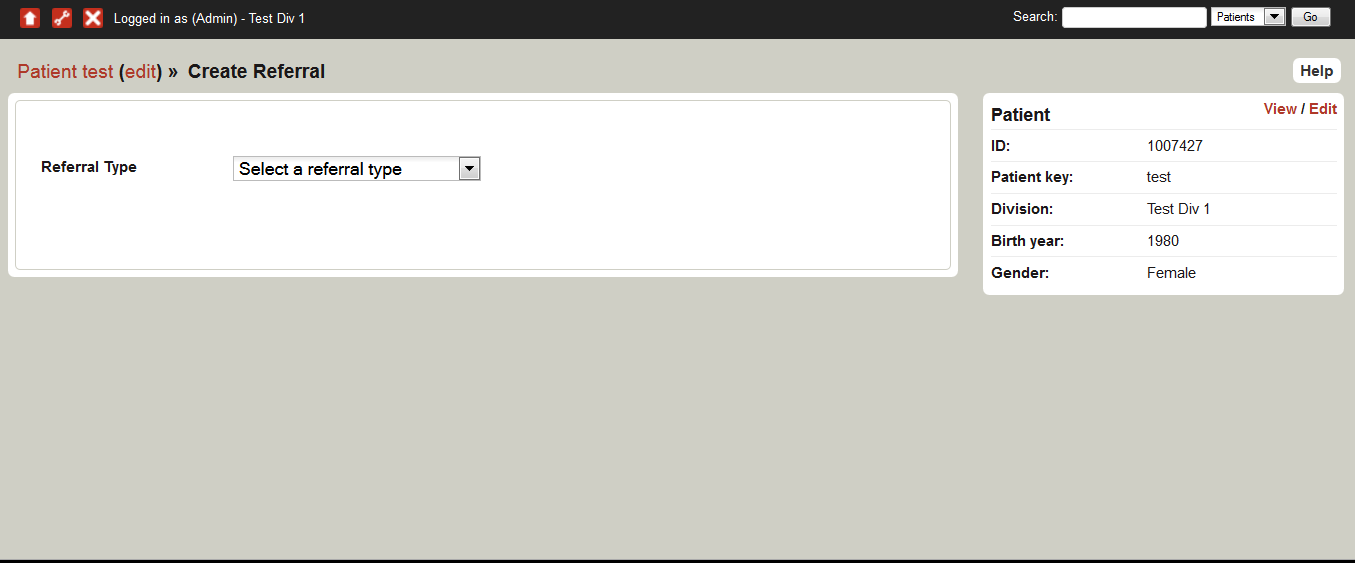 Logged in as (Admin) - Test Div 1
Search: Patients Go
Patient test (edit) » Create Referral
Help
Referral Type Select a referral type
Patient View / Edit
ID: 1007427
Patient key: test
Division: Test Div 1
Birth year: 1980
Gender: Female